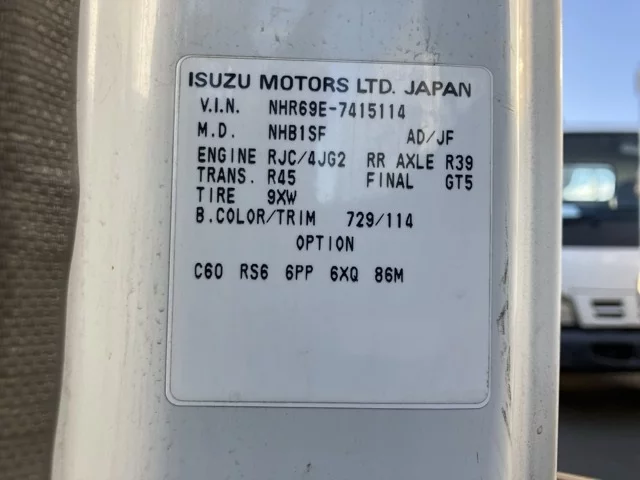 ISUZU MOTORS LTD. JAPAN
V.I.N. NHR69E-7415114
M.D. NHB1SF AD/JF
ENGINE RJC/4JG2 RR AXLE R39
TRANS. R45 FINAL GT5
TIRE 9XW
B.COLOR/TRIM 729/114
OPTION
C60 RS6 6PP 6XQ 86M